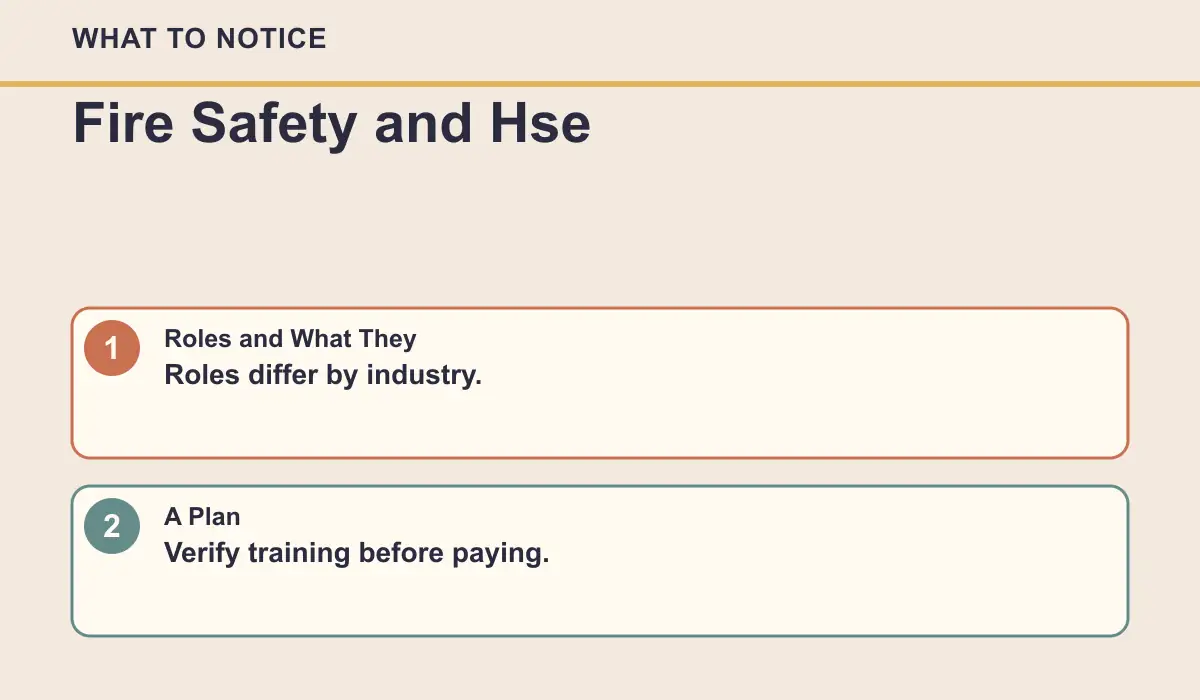 WHAT TO NOTICE
Fire Safety and Hse
1
Roles and What They
Roles differ by industry.
2
A Plan
Verify training before paying.